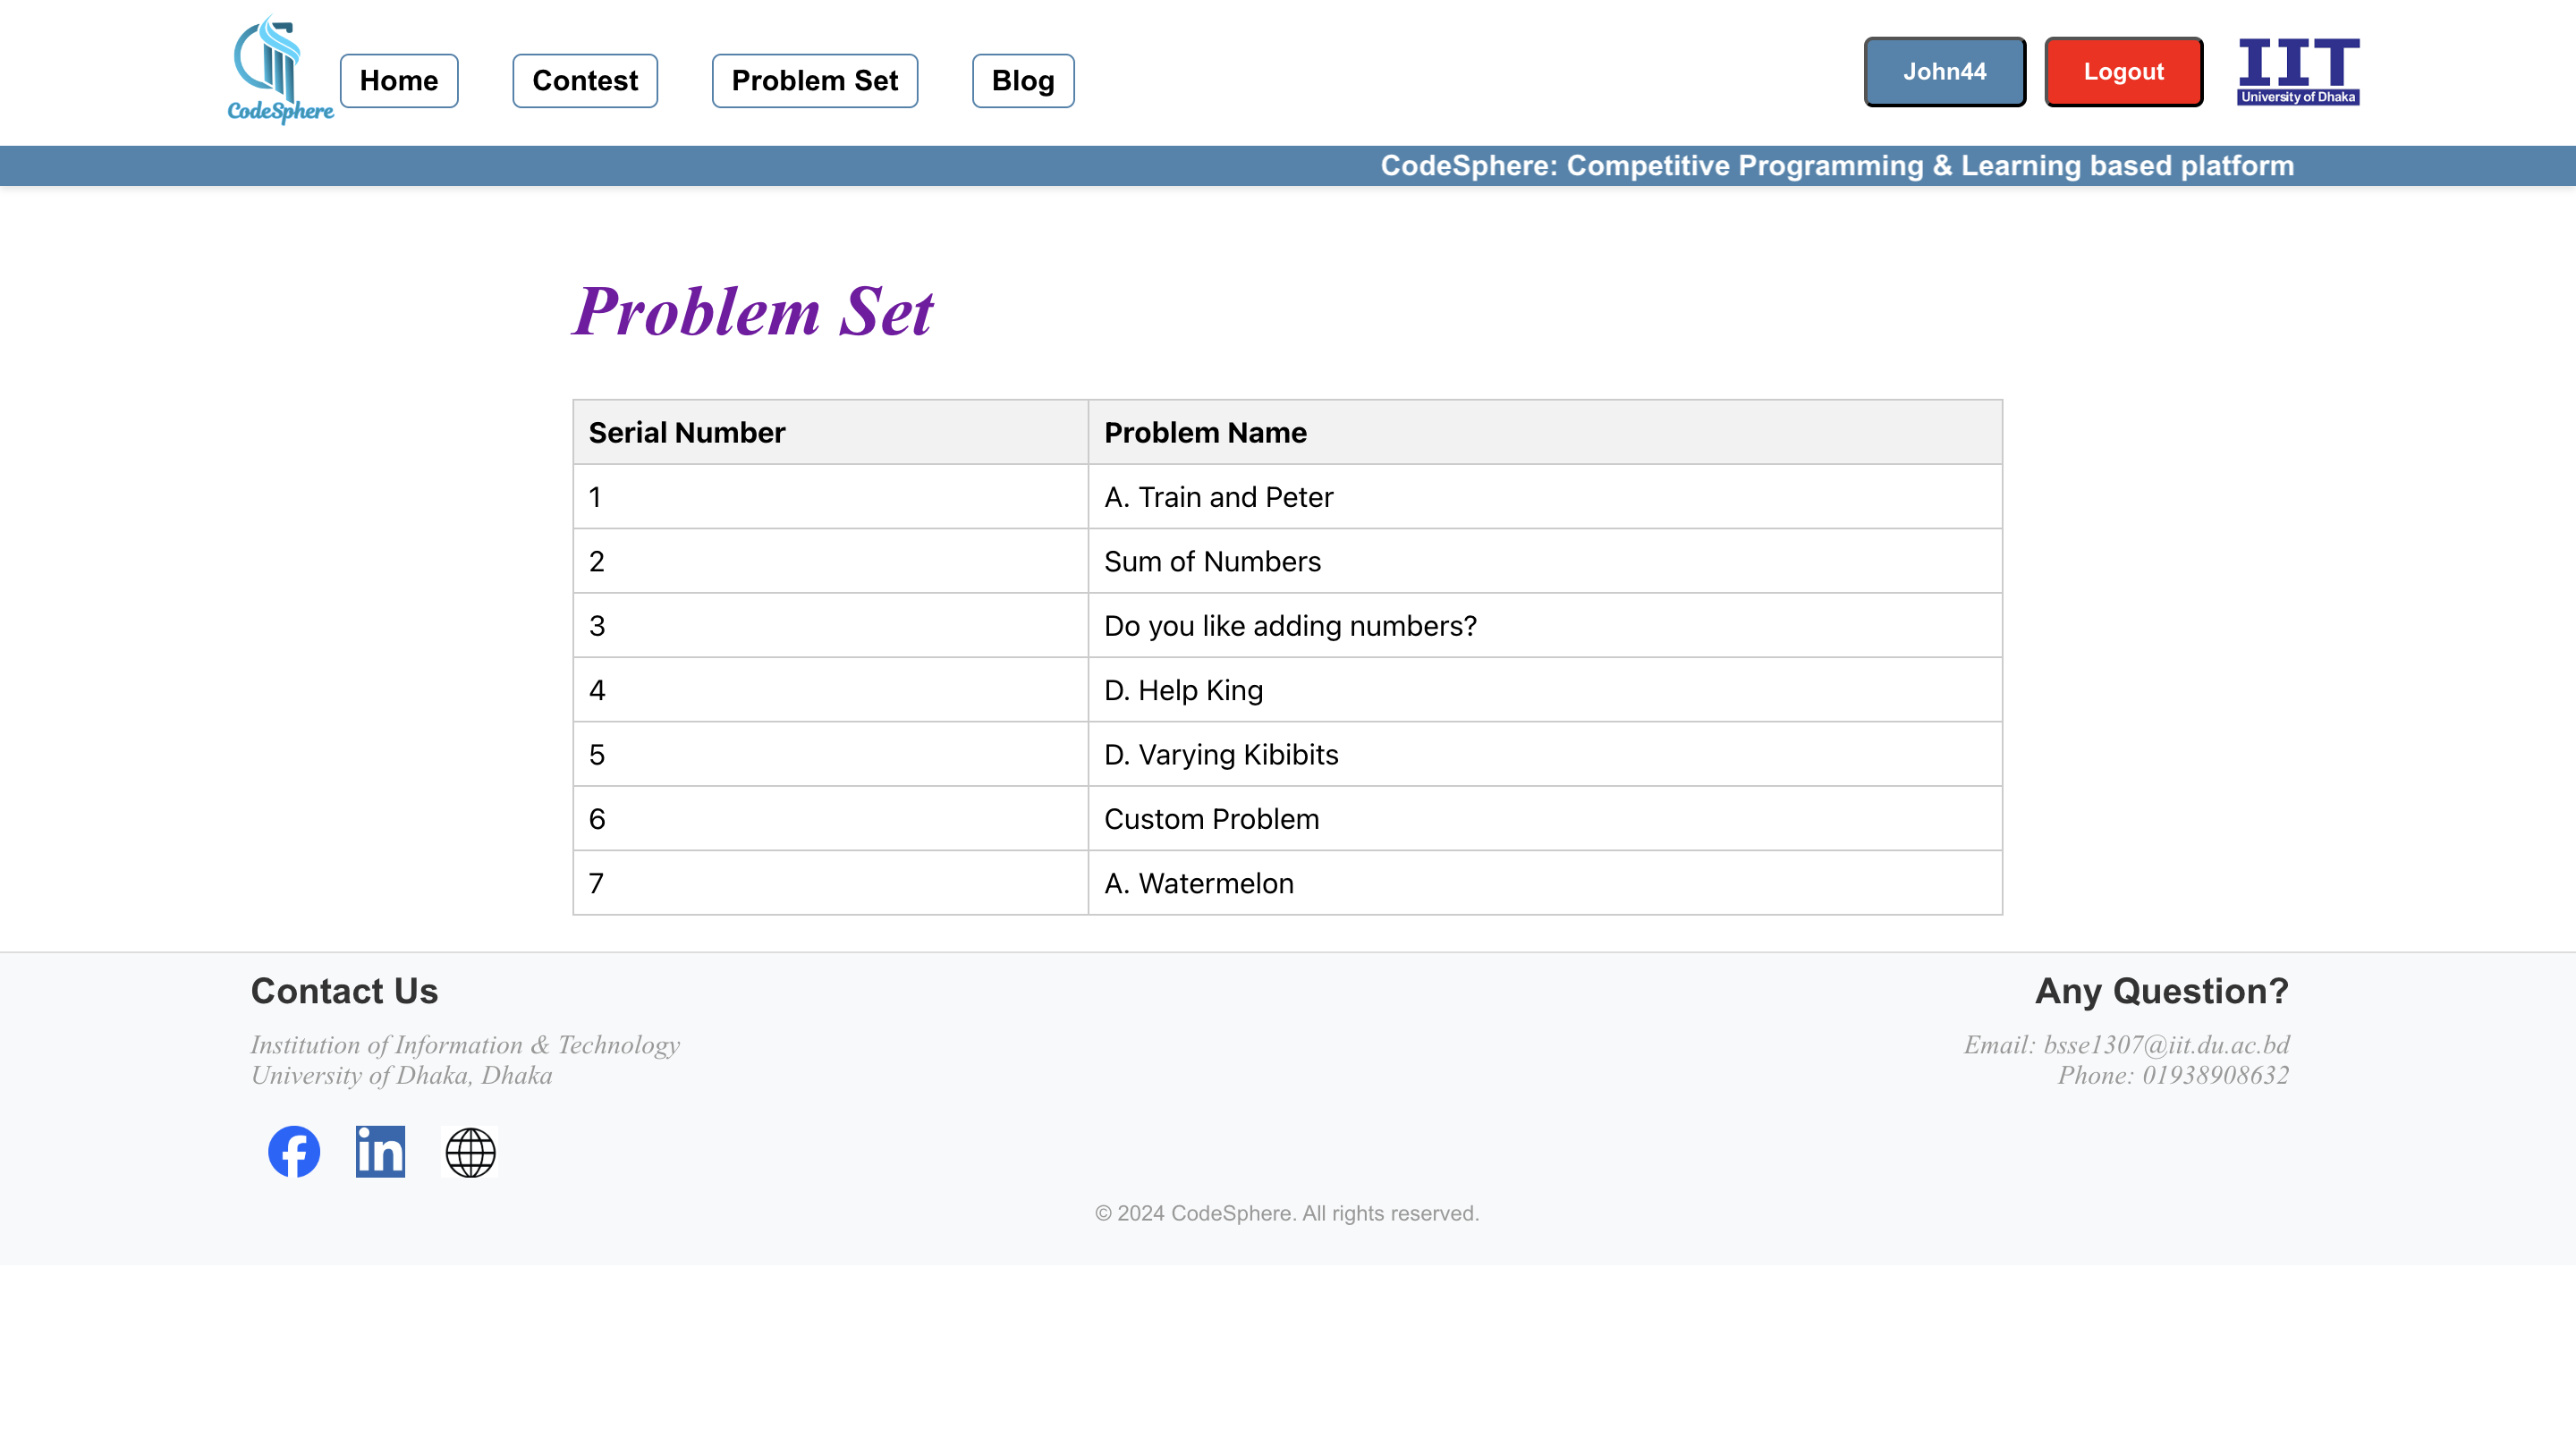 CodeSphere
Home
Contest
Problem Set
Blog
John44
Logout
IIT
University of Dhaka
CodeSphere: Competitive Programming & Learning based platform
Problem Set
Serial Number Problem Name
1 A. Train and Peter
2 Sum of Numbers
3 Do you like adding numbers?
4 D. Help King
5 D. Varying Kibibits
6 Custom Problem
7 A. Watermelon
Contact Us
Institution of Information & Technology
University of Dhaka, Dhaka
Any Question?
Email: bsse1307@iit.du.ac.bd
Phone: 01938908632
© 2024 CodeSphere. All rights reserved.